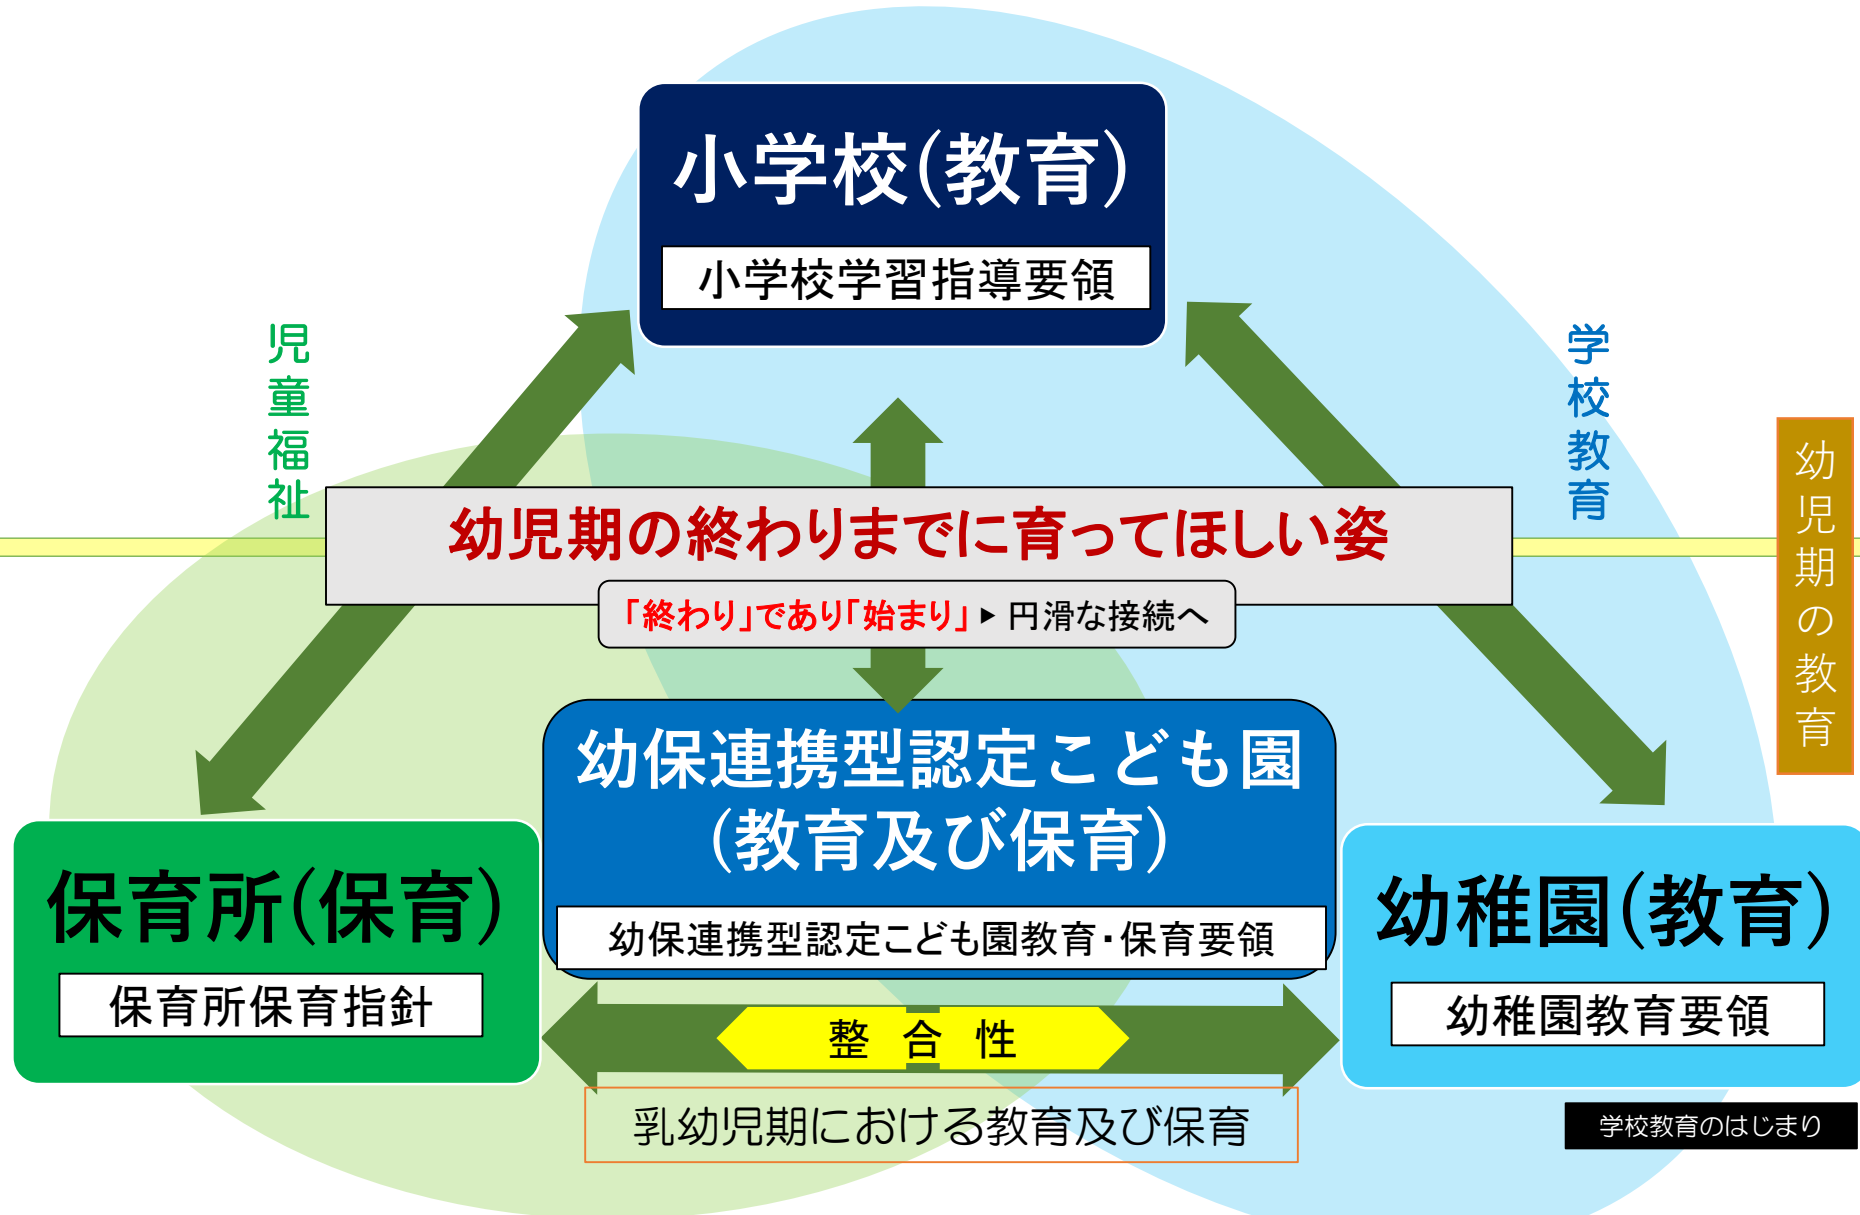 小学校(教育)
小学校学習指導要領
児童福祉
学校教育
幼児期の教育
幼児期の終わりまでに育ってほしい姿
「終わり」であり「始まり」▶円滑な接続へ
幼保連携型認定こども園
(教育及び保育)
幼保連携型認定こども園教育・保育要領
保育所(保育)
保育所保育指針
幼稚園(教育)
幼稚園教育要領
整合性
乳幼児期における教育及び保育
学校教育のはじまり